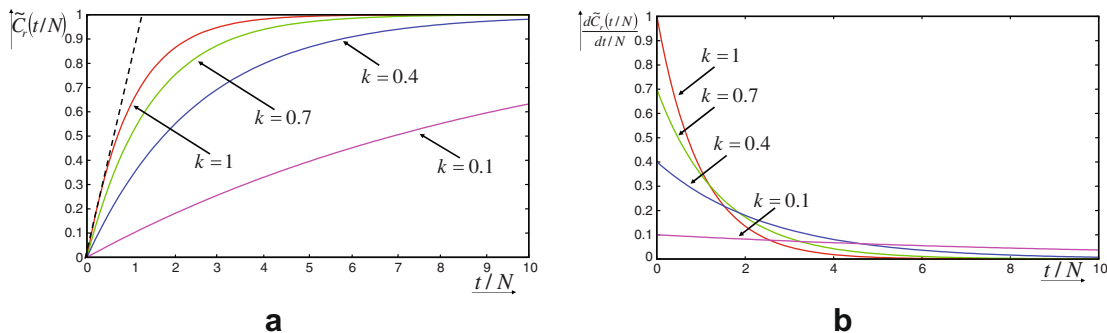 C̃_r(t/N)
1
0.9
0.8
0.7
0.6
0.5
0.4
0.3
0.2
0.1
0
k = 0.4
k = 0.7
k = 1
k = 0.1
0 1 2 3 4 5 6 7 8 9 10
t/N
a
dC̃_r(t/N)
dt/N
1
0.9
0.8
0.7
0.6
0.5
0.4
0.3
0.2
0.1
0
k = 1
k = 0.7
k = 0.4
k = 0.1
0 2 4 6 8 10
t/N
b